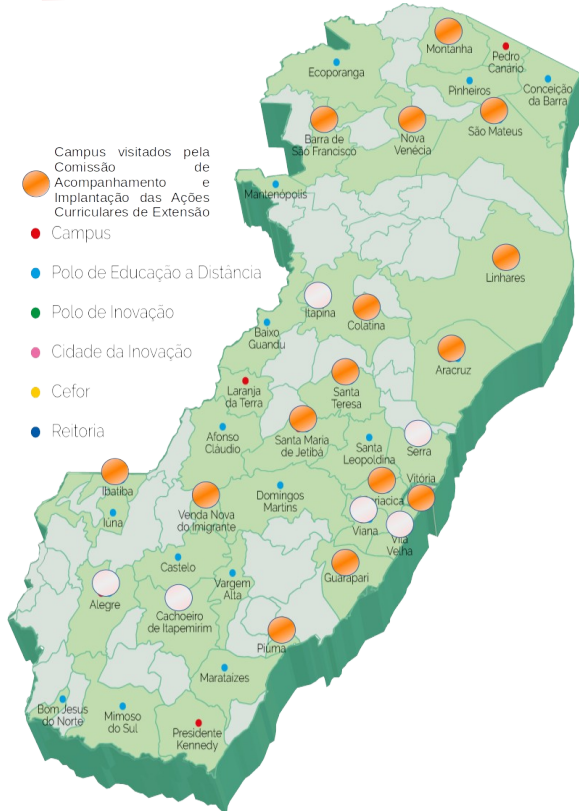 Montanha
Pedro
Canário
Ecoporanga
Pinheiros
Conceição
da Barra
São Mateus
Barra de
São Francisco
Nova
Venécia
Campus visitados pela
Comissão de
Acompanhamento e
Implantação das Ações
Curriculares de Extensão
Mantenópolis
Campus
Polo de Educação a Distância
Linhares
Itapina
Colatina
Polo de Inovação
Baixo
Guandu
Cidade da Inovação
Aracruz
Laranja
da Terra
Santa
Teresa
Cefor
Afonso
Cláudio
Santa Maria
de Jetibá
Santa
Leopoldina
Serra
Reitoria
Vitória
Ibatiba
Iúna
Venda Nova
do Imigrante
Domingos
Martins
Viana
Vila
Velha
Castelo
Vargem
Alta
Guarapari
Alegre
Cachoeiro
de Itapemirim
Piúma
Marataízes
Bom Jesus
do Norte
Mimoso
do Sul
Presidente
Kennedy